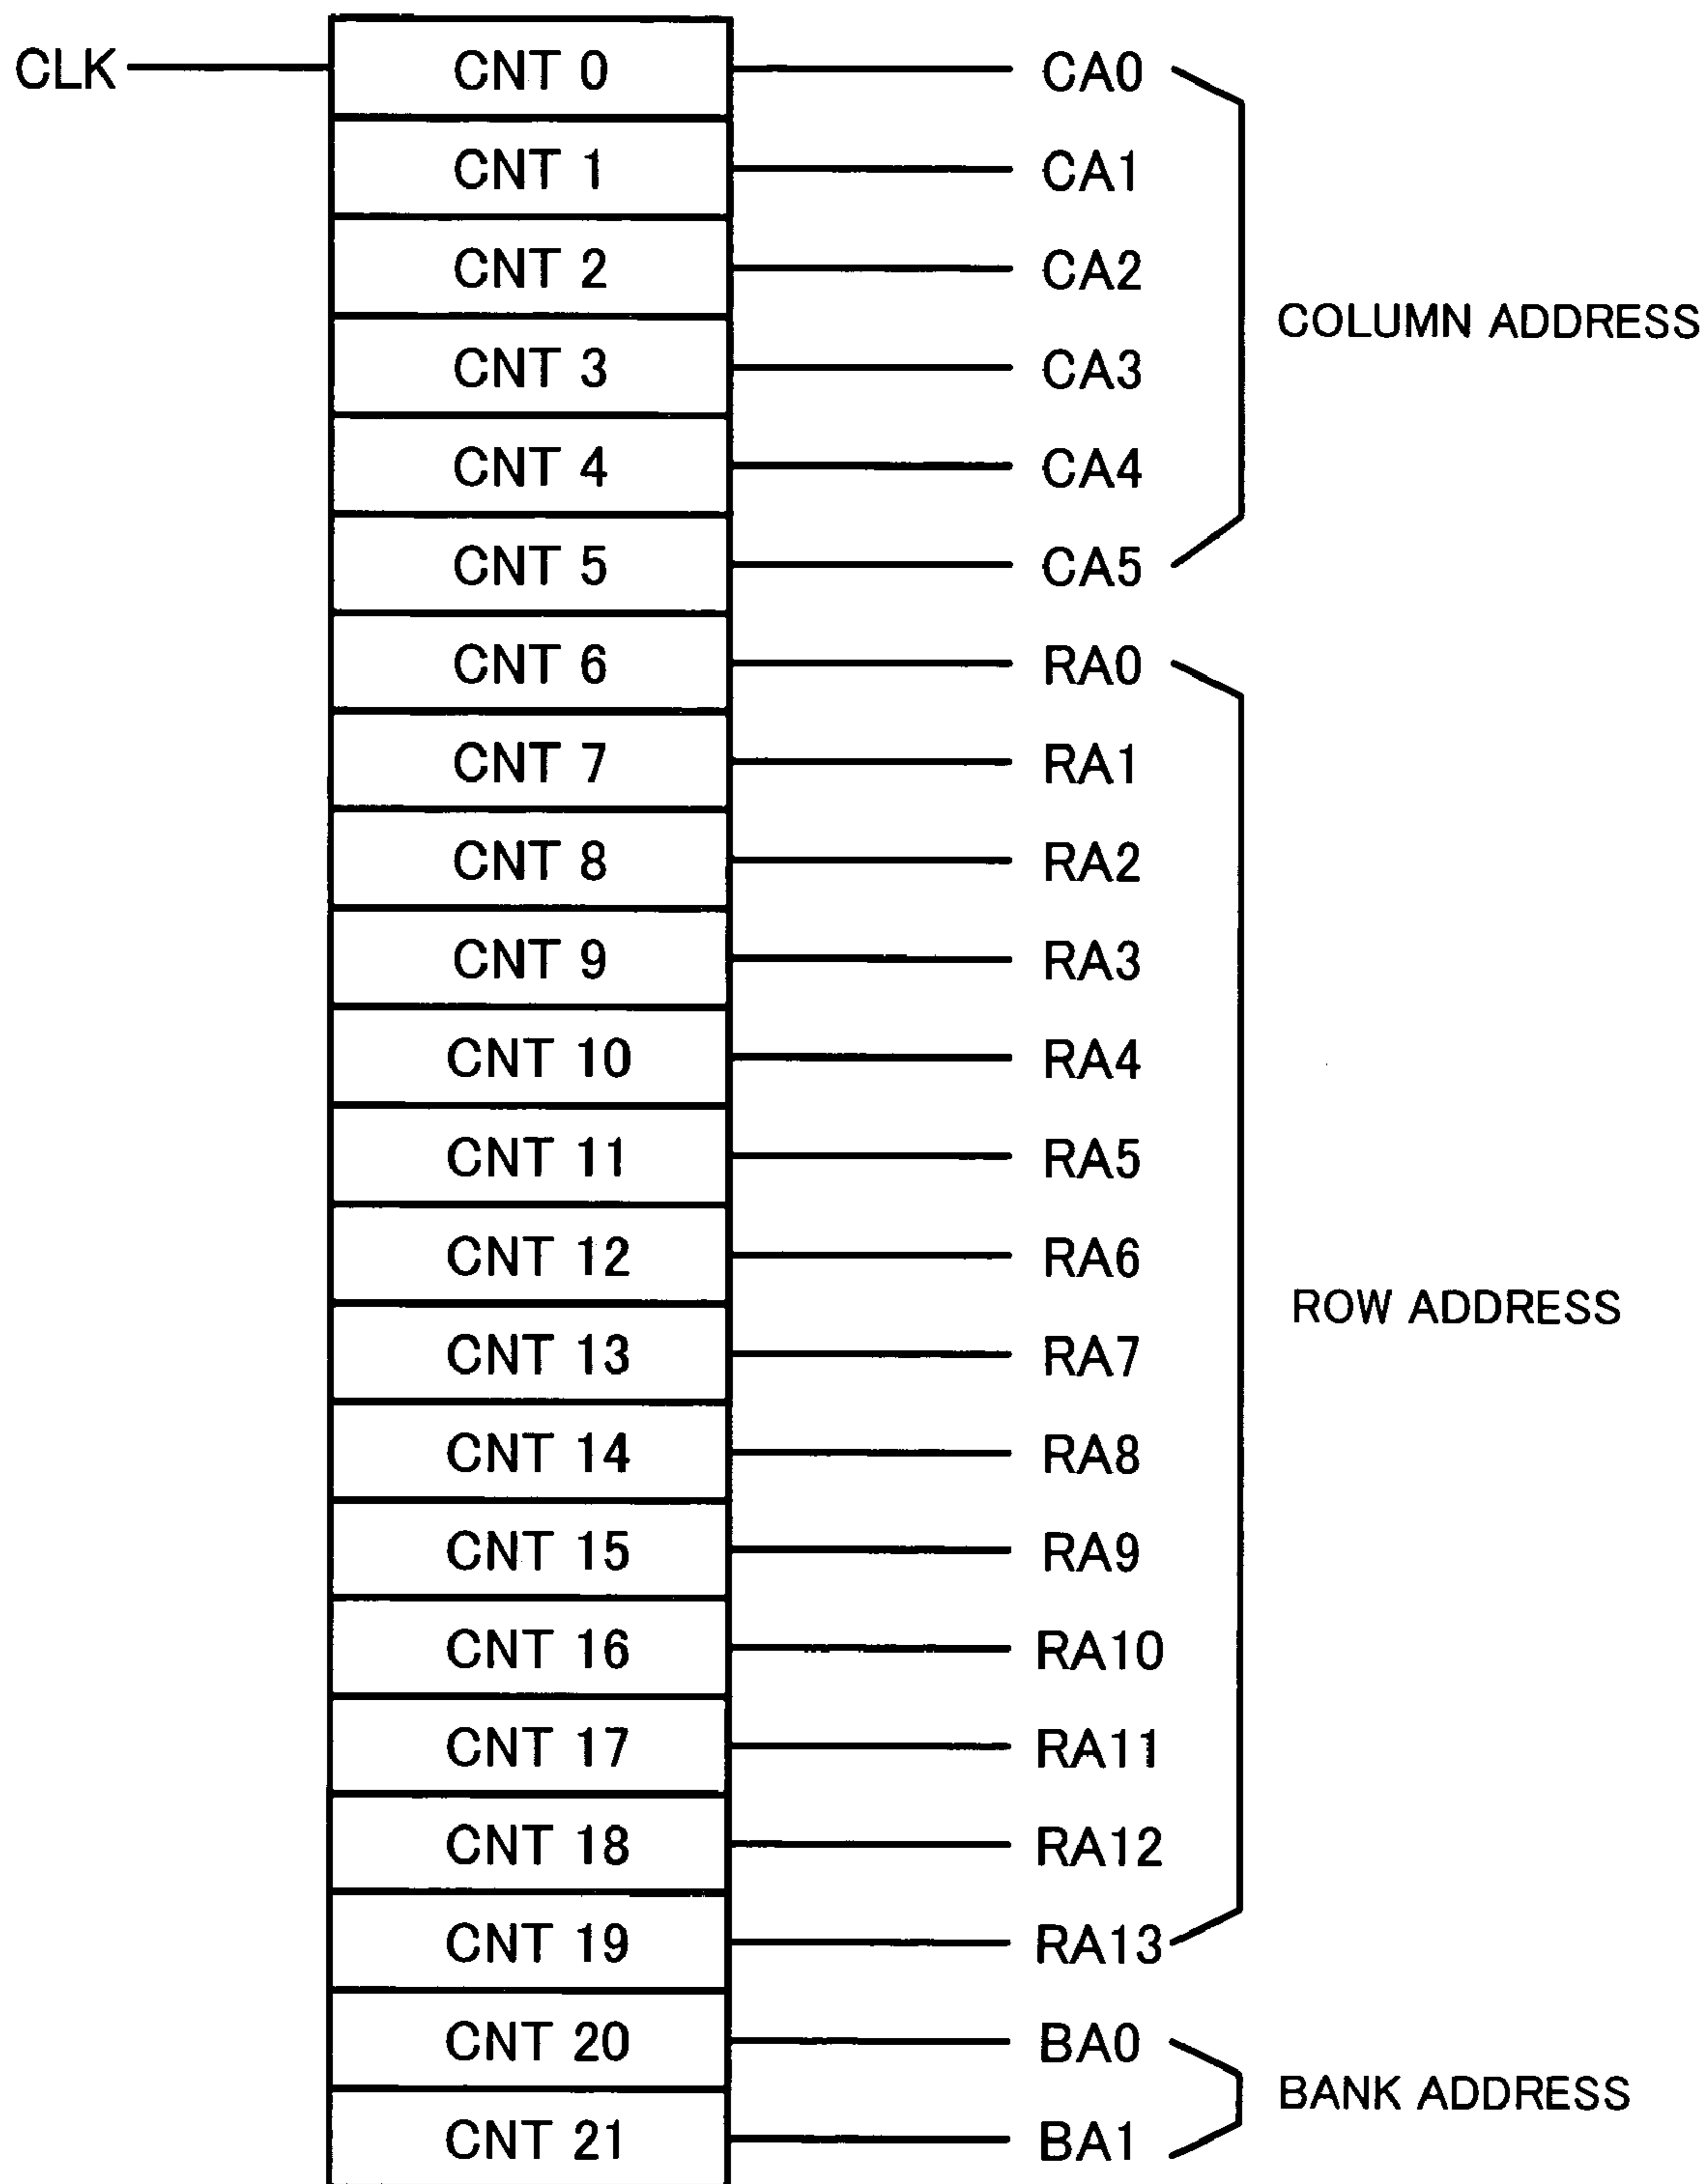 CLK CNT 0 CA0
CNT 1 CA1
CNT 2 CA2
COLUMN ADDRESS
CNT 3 CA3
CNT 4 CA4
CNT 5 CA5
CNT 6 RA0
CNT 7 RA1
CNT 8 RA2
CNT 9 RA3
CNT 10 RA4
CNT 11 RA5
CNT 12 RA6
ROW ADDRESS
CNT 13 RA7
CNT 14 RA8
CNT 15 RA9
CNT 16 RA10
CNT 17 RA11
CNT 18 RA12
CNT 19 RA13
CNT 20 BA0
BANK ADDRESS
CNT 21 BA1